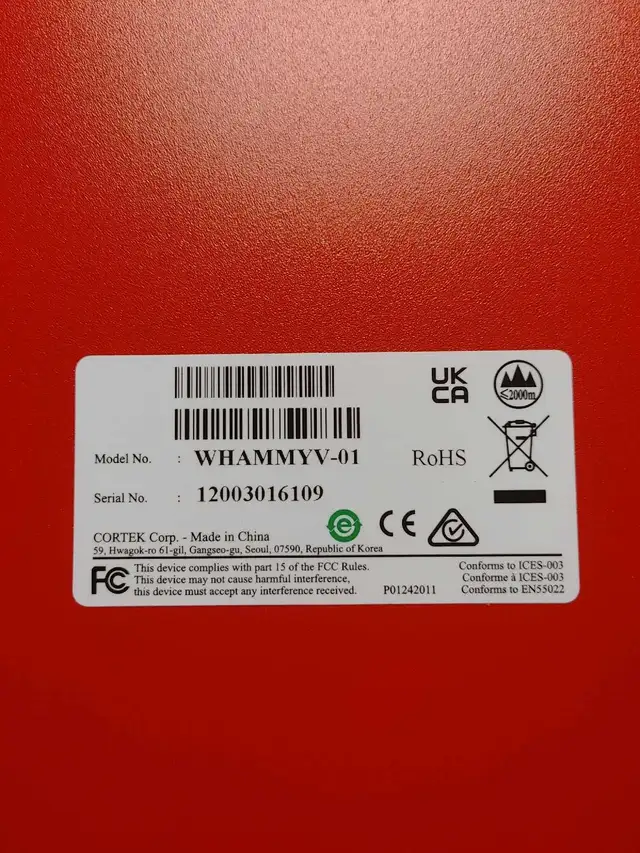 UK
CA
≤2000m
Model No. : WHAMMYV-01
RoHS
Serial No. : 12003016109
CORTEK Corp. - Made in China
e
CE
59, Hwagok-ro 61-gil, Gangseo-gu, Seoul, 07590, Republic of Korea
FC
This device complies with part 15 of the FCC Rules.
This device may not cause harmful interference,
this device must accept any interference received.
P01242011
Conforms to ICES-003
Conforme à ICES-003
Conforms to EN55022